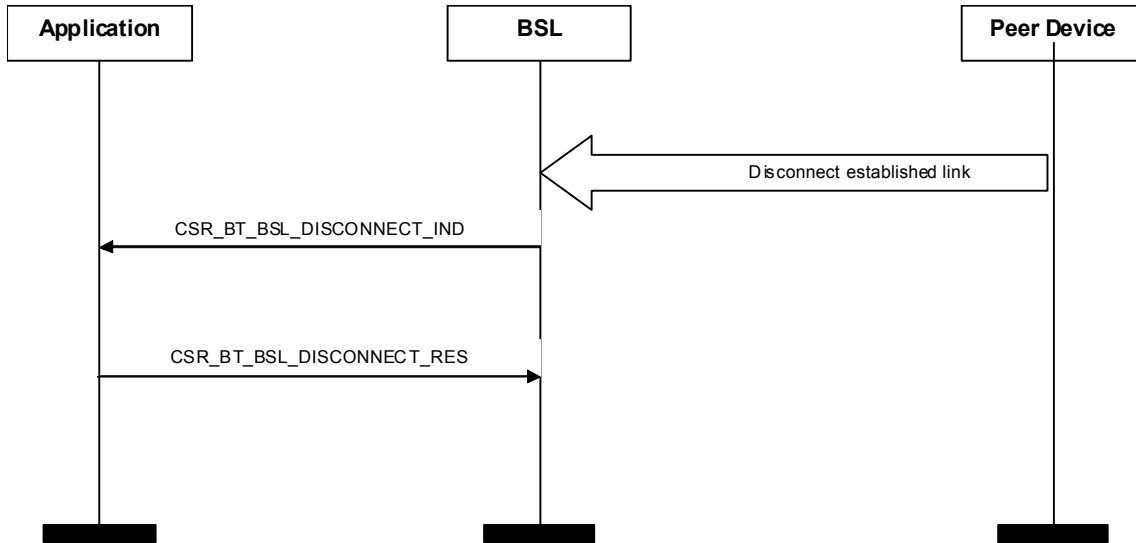 Application
BSL
Peer Device
Disconnect established link
CSR_BT_BSL_DISCONNECT_IND
CSR_BT_BSL_DISCONNECT_RES